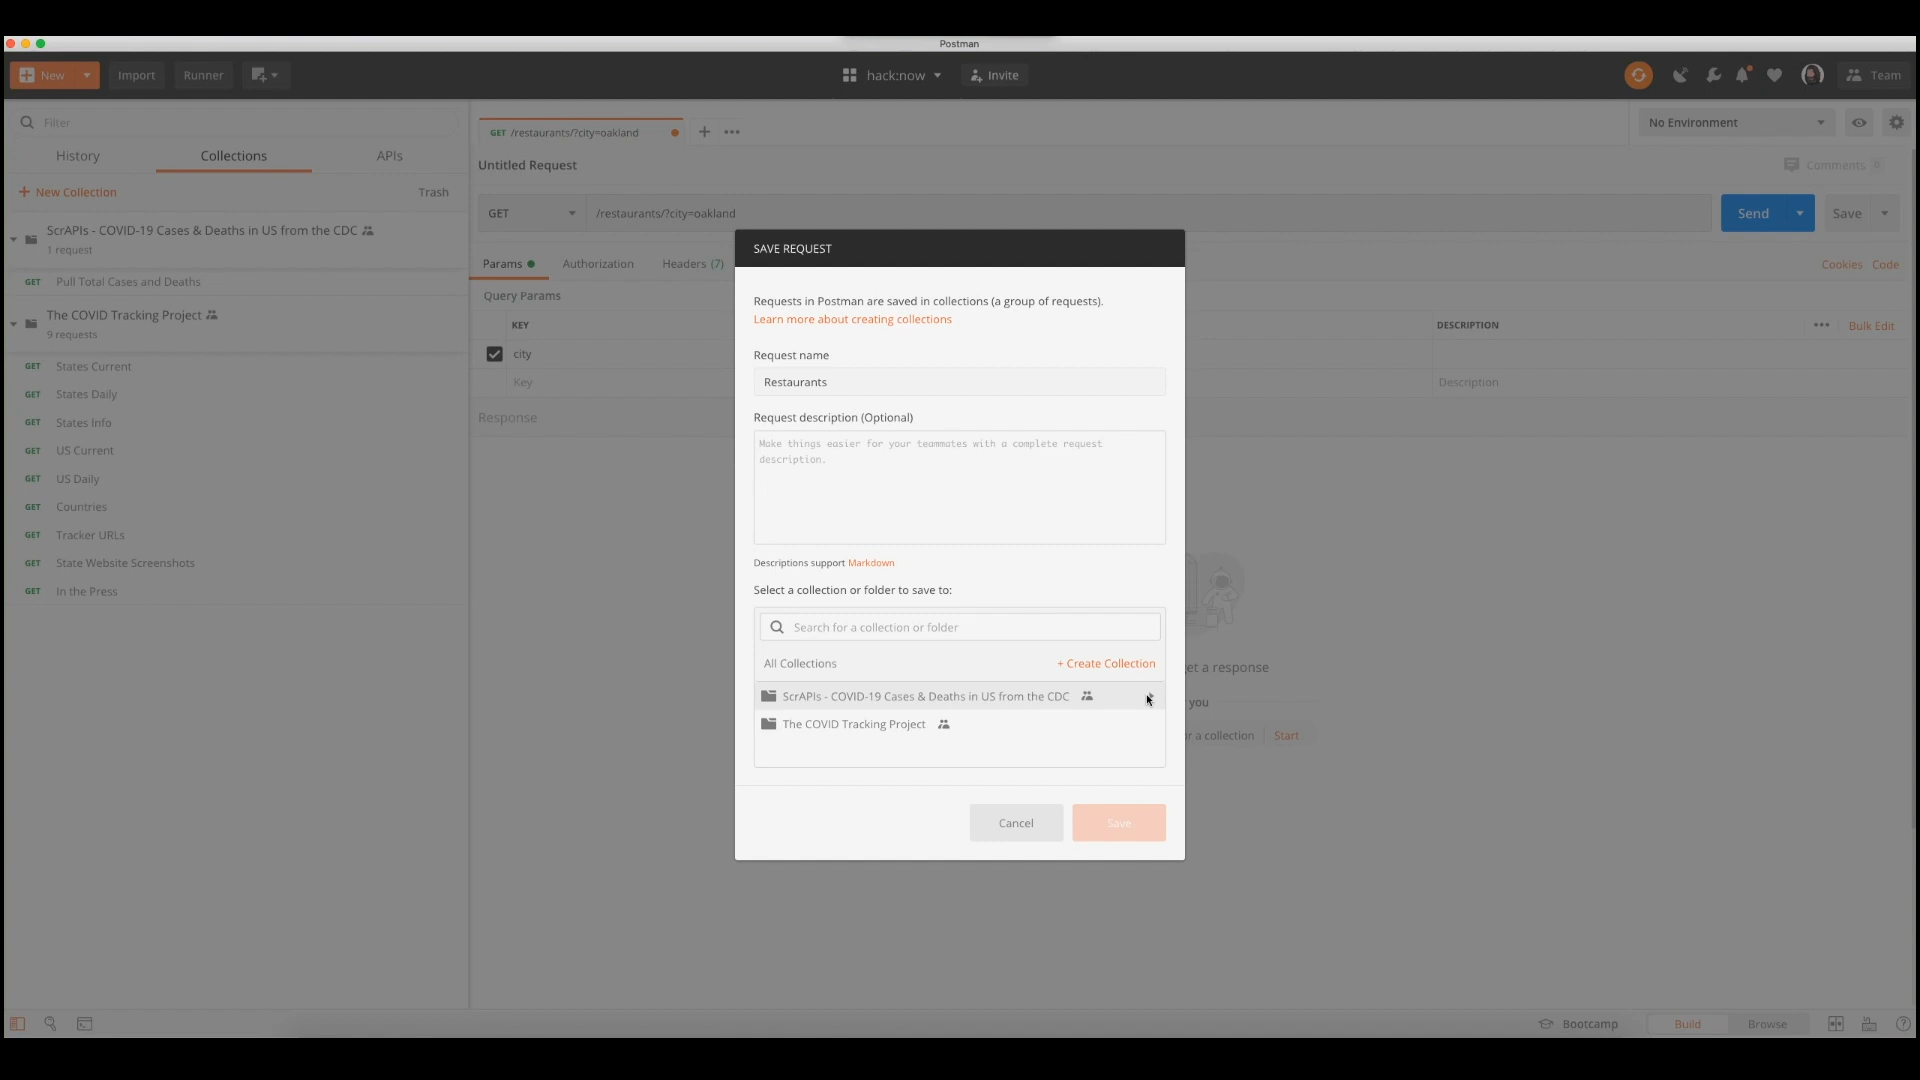 Postman
New
Import
Runner
hack:now
Invite
Team
Filter
History
Collections
APIs
+ New Collection
Trash
ScrAPIs - COVID-19 Cases & Deaths in US from the CDC
1 request
GET Pull Total Cases and Deaths
The COVID Tracking Project
9 requests
GET States Current
GET States Daily
GET States Info
GET US Current
GET US Daily
GET Countries
GET Tracker URLs
GET State Website Screenshots
GET In the Press
GET /restaurants/?city=oakland
No Environment
Untitled Request
Comments 0
GET
/restaurants/?city=oakland
Send
Save
Params
Authorization
Headers (7)
Cookies
Code
Query Params
KEY
DESCRIPTION
Bulk Edit
city
Key
Description
Response
SAVE REQUEST
Requests in Postman are saved in collections (a group of requests).
Learn more about creating collections
Request name
Restaurants
Request description (Optional)
Make things easier for your teammates with a complete request
description.
Descriptions support Markdown
Select a collection or folder to save to:
Search for a collection or folder
All Collections
+ Create Collection
ScrAPIs - COVID-19 Cases & Deaths in US from the CDC
The COVID Tracking Project
Cancel
Save
et a response
you
r a collection
Start
Bootcamp
Build
Browse